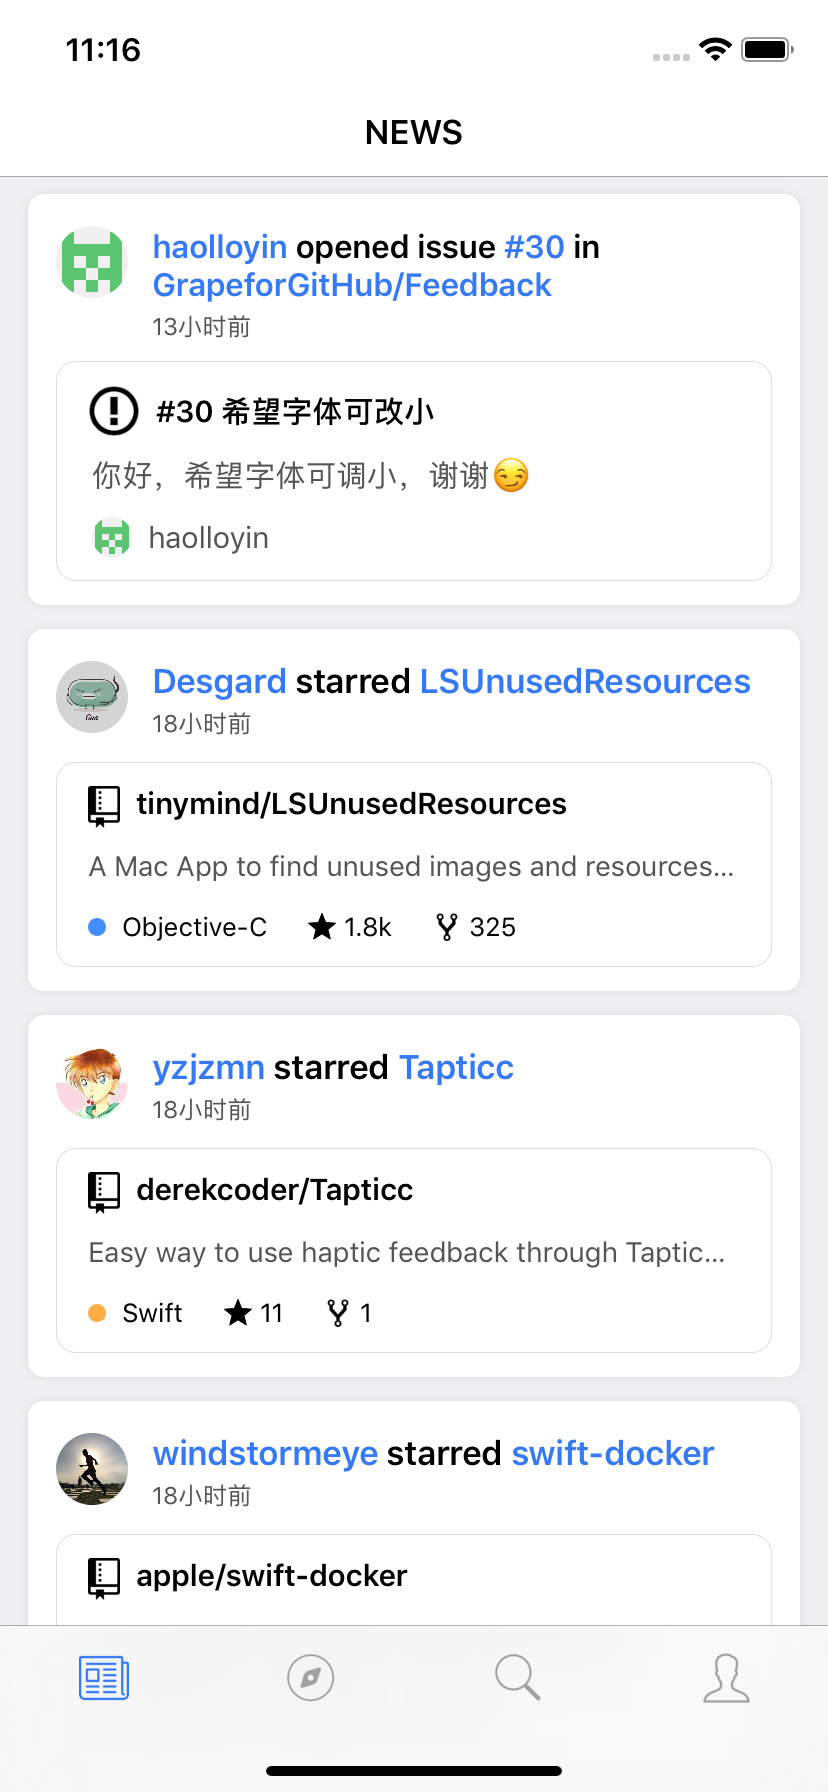 11:16
NEWS
haolloyin opened issue #30 in
GrapeforGitHub/Feedback
13小时前
#30 希望字体可改小
你好，希望字体可调小，谢谢😏
haolloyin
Desgard starred LSUnusedResources
18小时前
tinymind/LSUnusedResources
A Mac App to find unused images and resources...
Objective-C 1.8k 325
yzjzmn starred Tapticc
18小时前
derekcoder/Tapticc
Easy way to use haptic feedback through Taptic...
Swift 11 1
windstormeye starred swift-docker
18小时前
apple/swift-docker